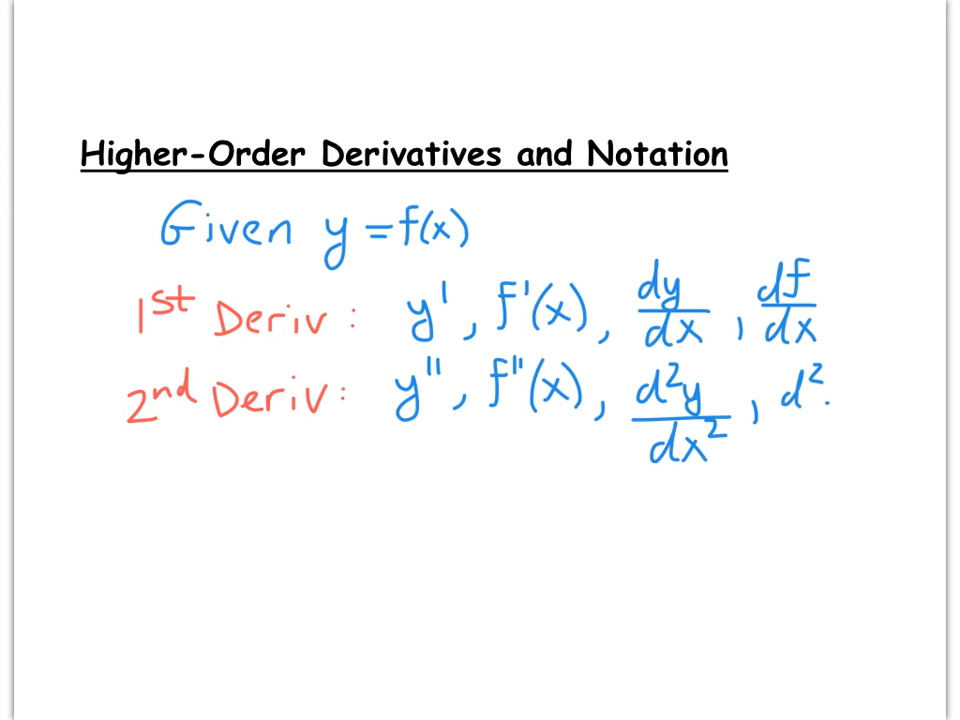 Higher-Order Derivatives and Notation
Given y = f(x)
1st Deriv : y', f'(x), dy/dx, df/dx
2nd Deriv : y'', f''(x), d²y/dx², d²